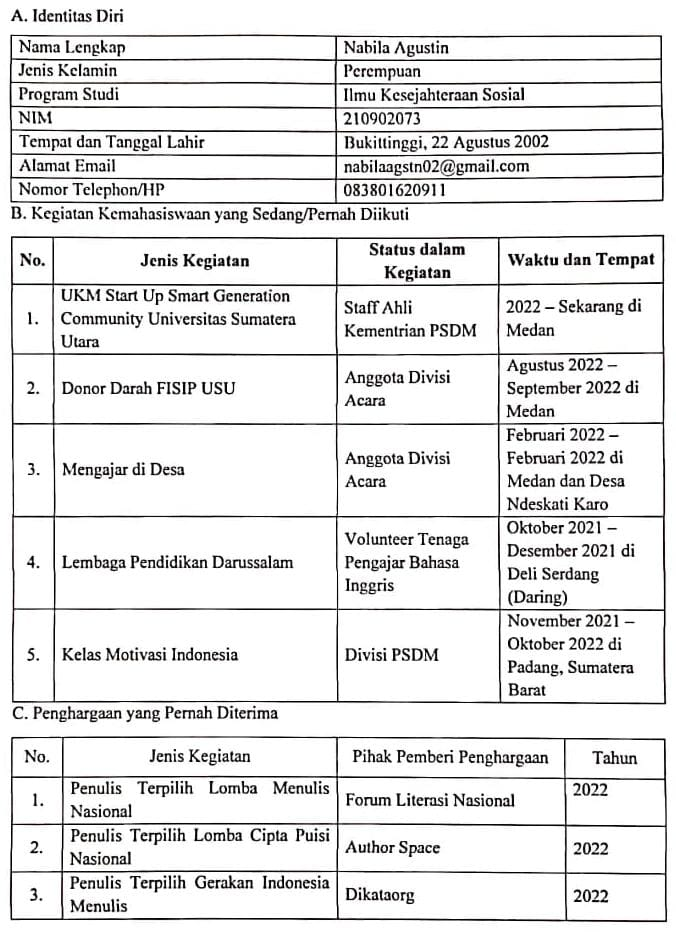 A. Identitas Diri
Nama Lengkap Nabila Agustin
Jenis Kelamin Perempuan
Program Studi Ilmu Kesejahteraan Sosial
NIM 210902073
Tempat dan Tanggal Lahir Bukittinggi, 22 Agustus 2002
Alamat Email nabilaagstn02@gmail.com
Nomor Telephon/HP 083801620911
B. Kegiatan Kemahasiswaan yang Sedang/Pernah Diikuti
No. Jenis Kegiatan Status dalam Kegiatan Waktu dan Tempat
1. UKM Start Up Smart Generation Community Universitas Sumatera Utara Staff Ahli Kementrian PSDM 2022 – Sekarang di Medan
2. Donor Darah FISIP USU Anggota Divisi Acara Agustus 2022 – September 2022 di Medan
3. Mengajar di Desa Anggota Divisi Acara Februari 2022 – Februari 2022 di Medan dan Desa Ndeskati Karo
4. Lembaga Pendidikan Darussalam Volunteer Tenaga Pengajar Bahasa Inggris Oktober 2021 – Desember 2021 di Deli Serdang (Daring)
5. Kelas Motivasi Indonesia Divisi PSDM November 2021 – Oktober 2022 di Padang, Sumatera Barat
C. Penghargaan yang Pernah Diterima
No. Jenis Kegiatan Pihak Pemberi Penghargaan Tahun
1. Penulis Terpilih Lomba Menulis Nasional Forum Literasi Nasional 2022
2. Penulis Terpilih Lomba Cipta Puisi Nasional Author Space 2022
3. Penulis Terpilih Gerakan Indonesia Menulis Dikataorg 2022